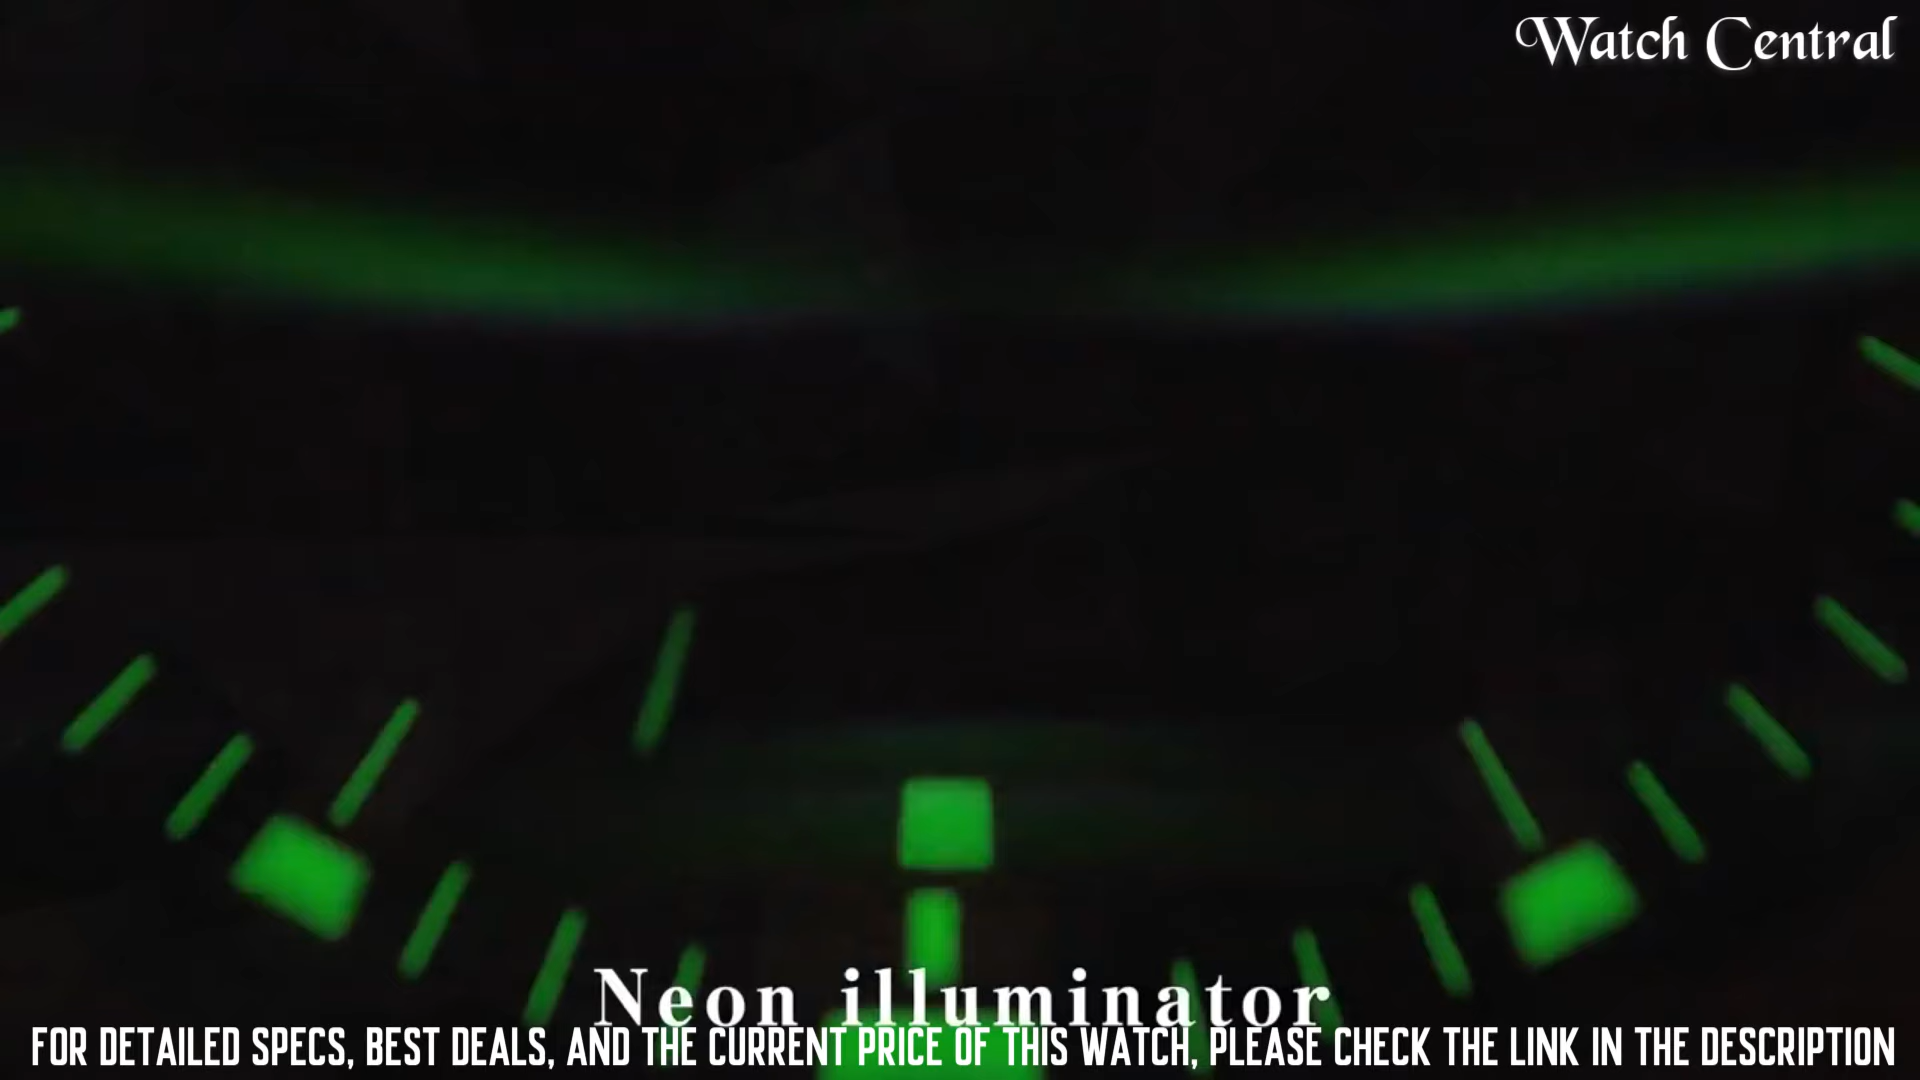 Watch Central
Neon illuminator
FOR DETAILED SPECS, BEST DEALS, AND THE CURRENT PRICE OF THIS WATCH, PLEASE CHECK THE LINK IN THE DESCRIPTION